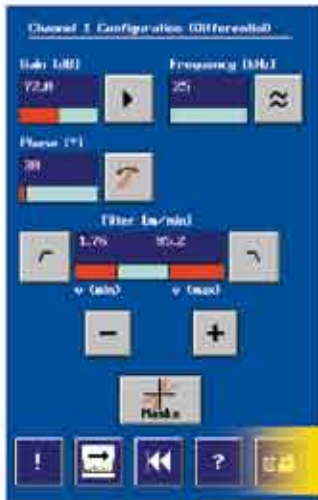 Channel 1 Configuration (Differential)
Gain (dB) Frequency (kHz)
72.0 25
Phase (°)
30
Filter (m/min)
1.76 95.2
v (min) v (max)
− +
Masks
! ?